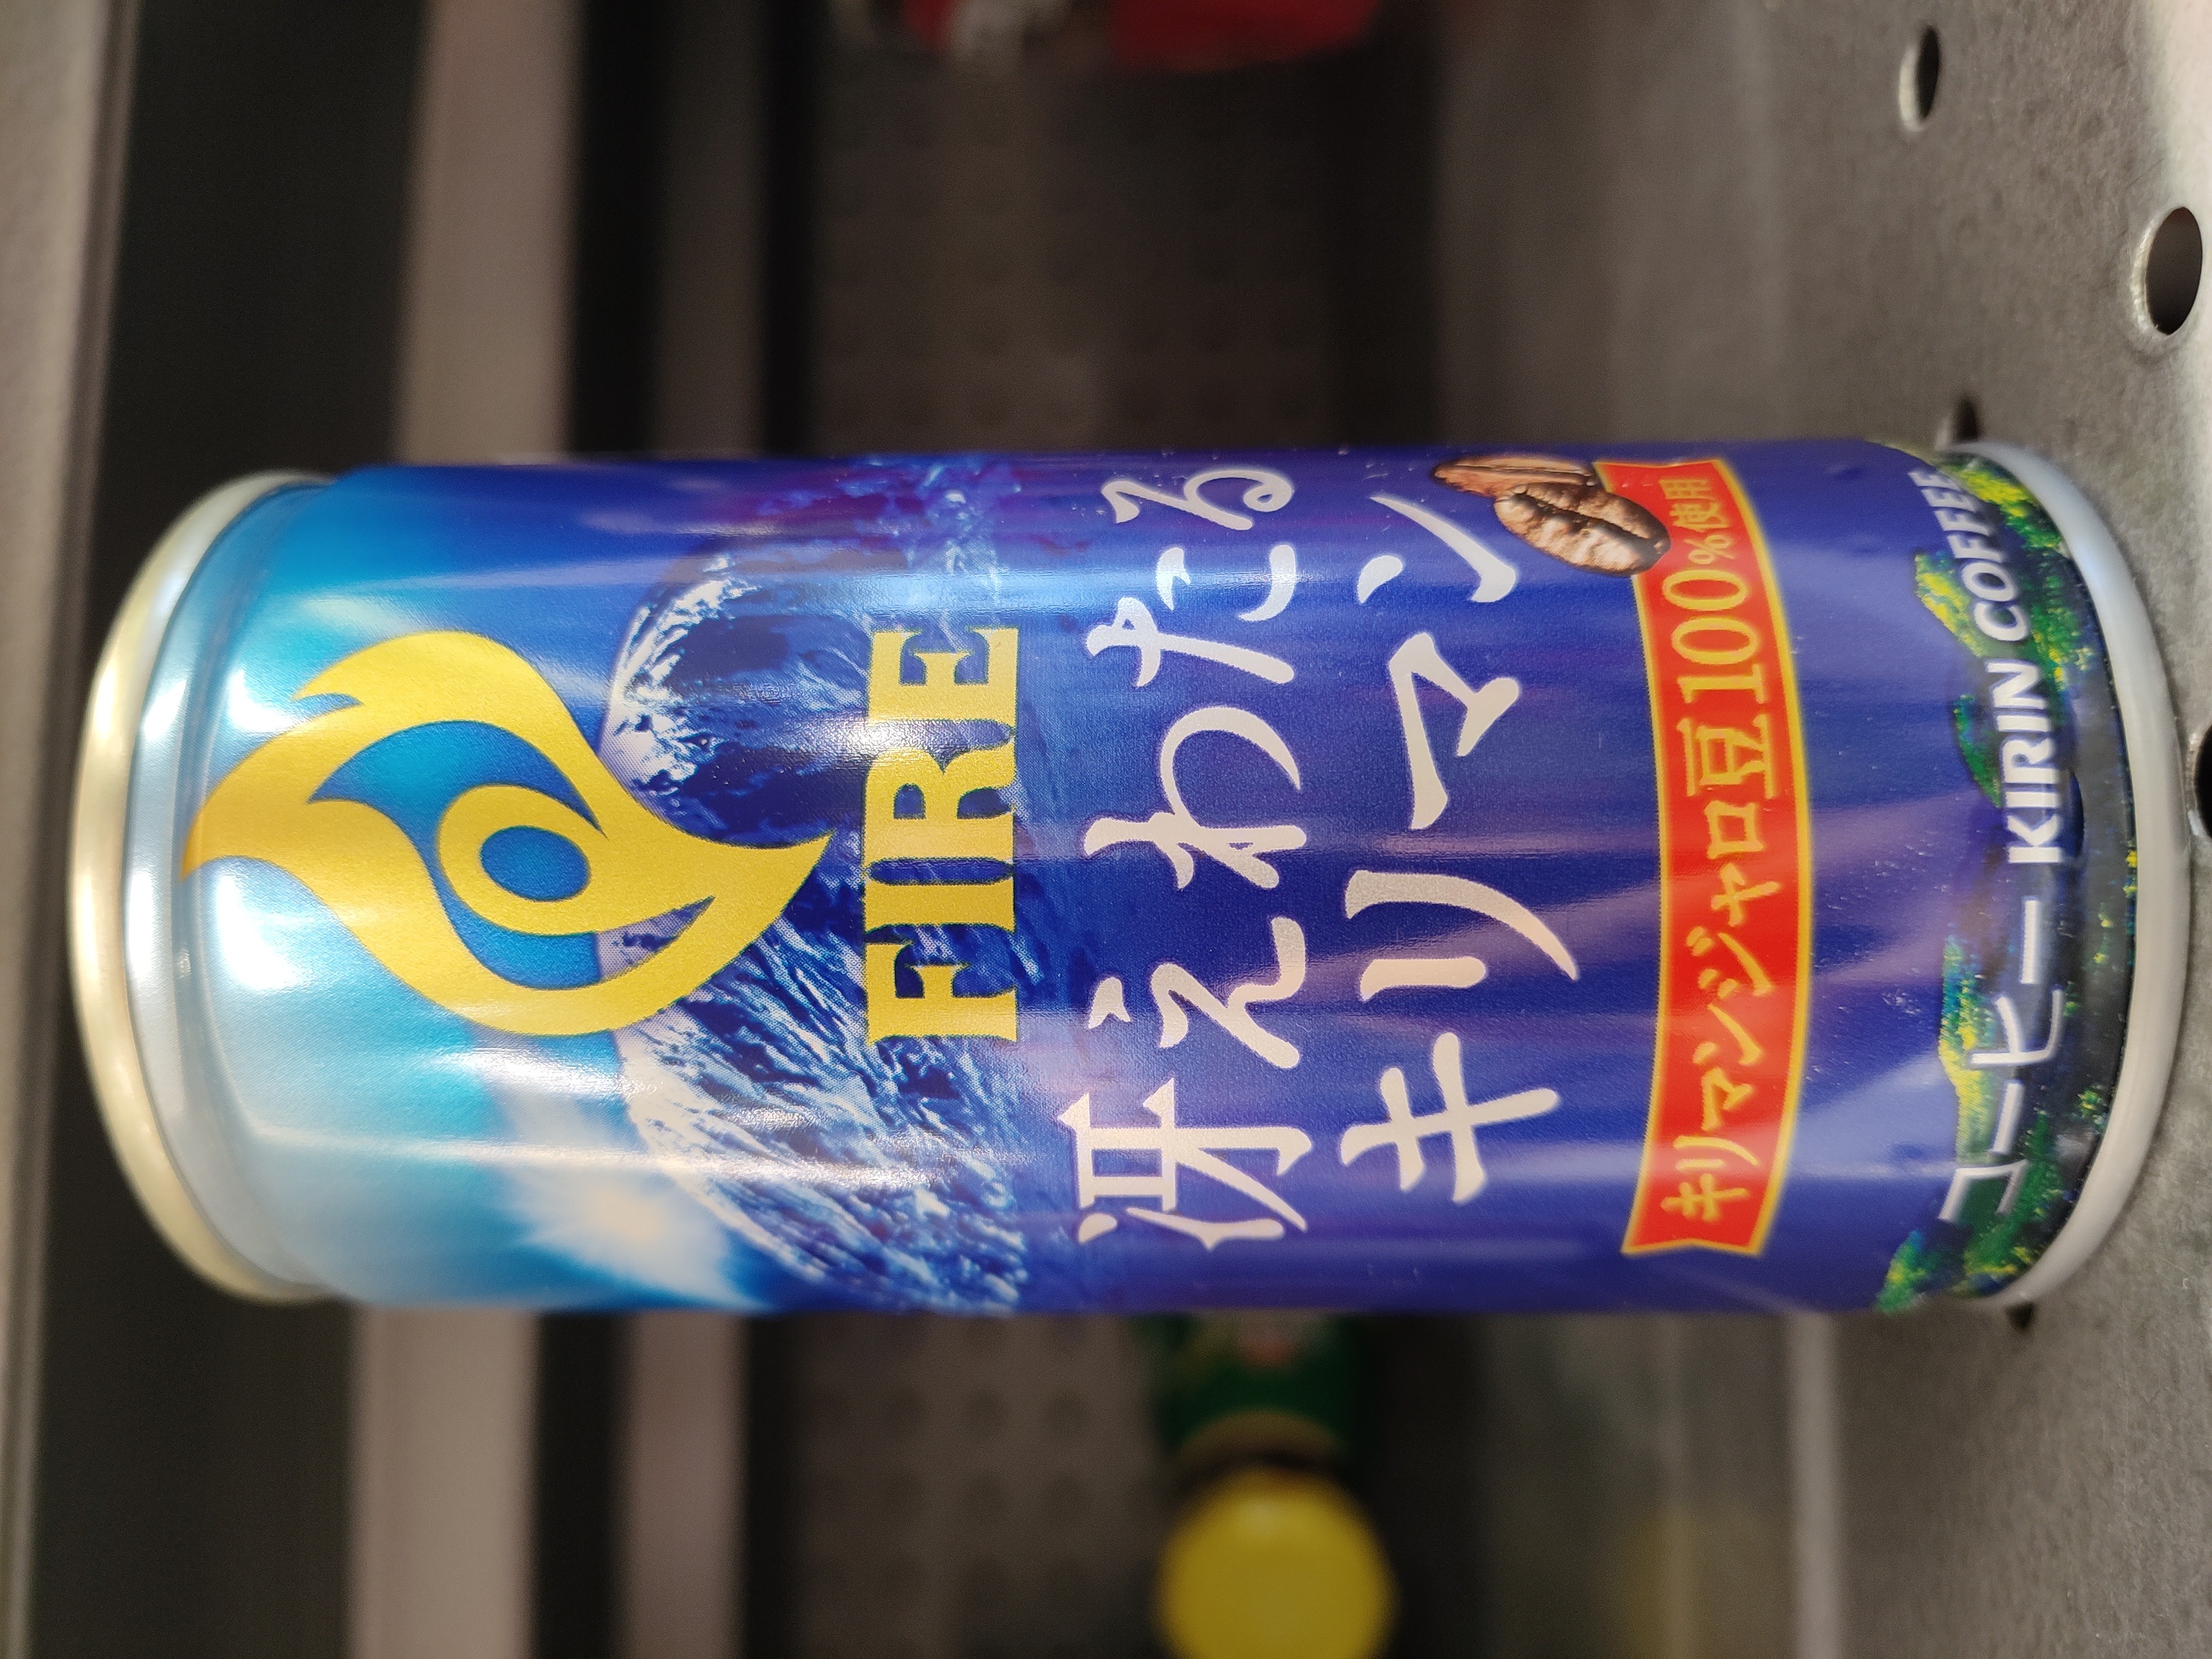 FIRE
冴えわたる
キリマン
キリマンジャロ豆100%使用
コーヒー KIRIN COFFEE